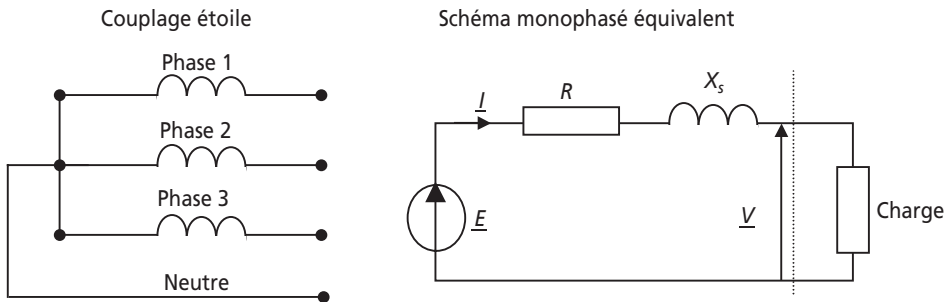 Couplage étoile
Phase 1
Phase 2
Phase 3
Neutre
Schéma monophasé équivalent
I
R
Xs
E
V
Charge